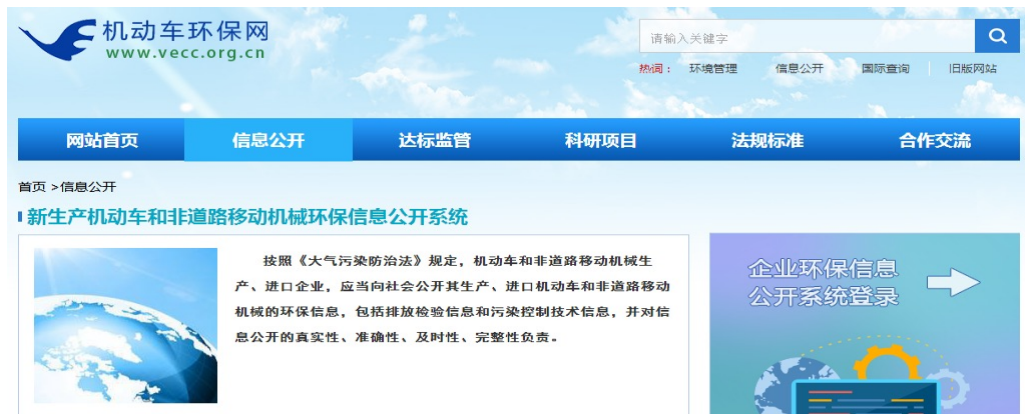 机动车环保网
www.vecc.org.cn
请输入关键字
热词： 环境管理 信息公开 国际查询 旧版网站
网站首页 信息公开 达标监管 科研项目 法规标准 合作交流
首页 >信息公开
新生产机动车和非道路移动机械环保信息公开系统
按照《大气污染防治法》规定，机动车和非道路移动机械生
产、进口企业，应当向社会公开其生产、进口机动车和非道路移动
机械的环保信息，包括排放检验信息和污染控制技术信息，并对信
息公开的真实性、准确性、及时性、完整性负责。
企业环保信息
公开系统登录